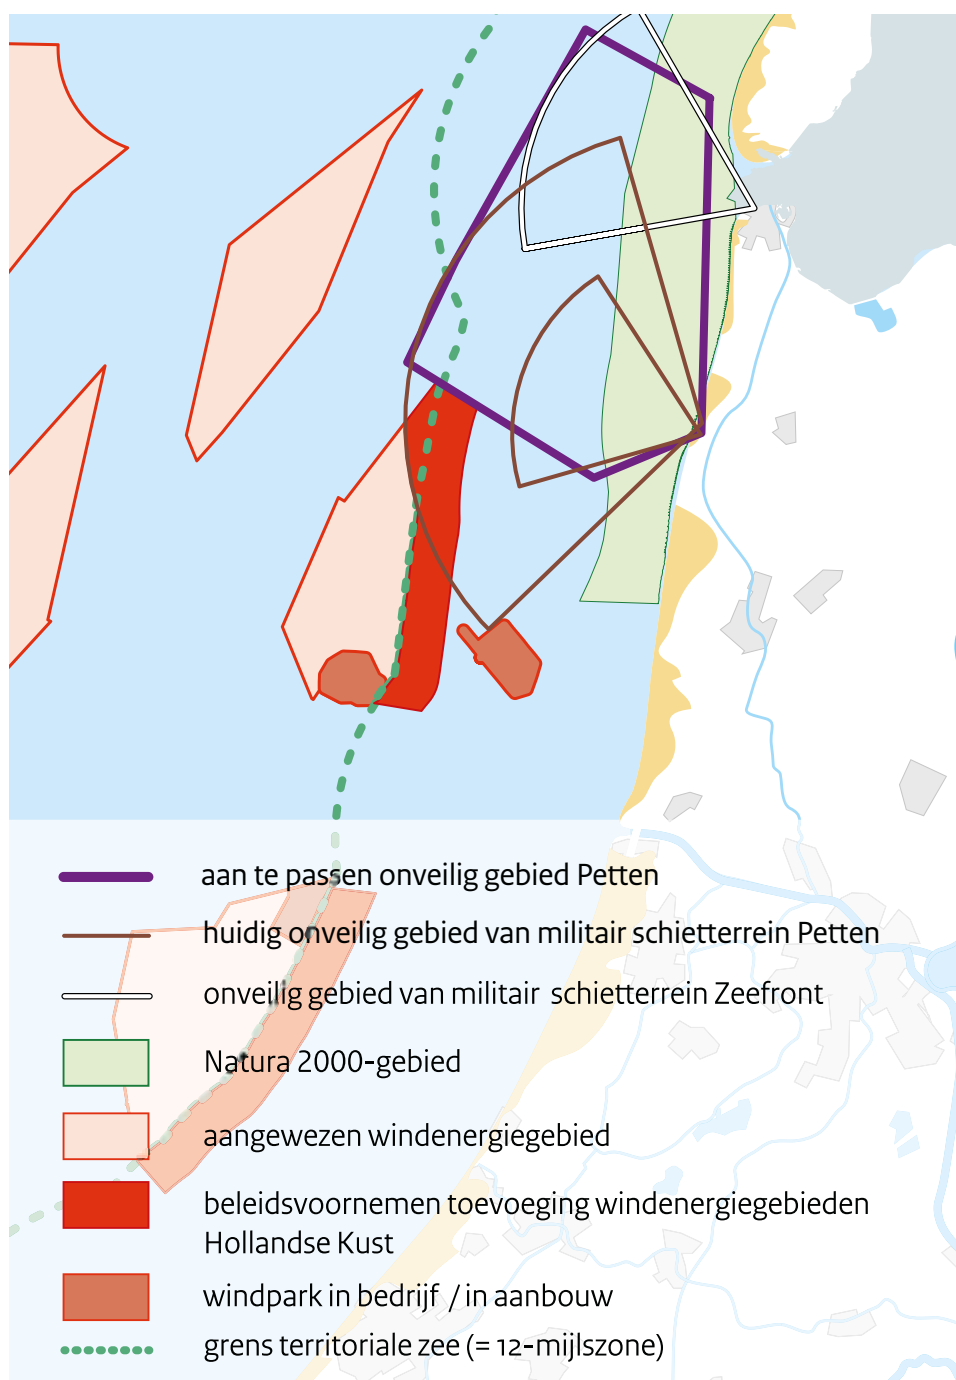 aan te passen onveilig gebied Petten
huidig onveilig gebied van militair schietterrein Petten
onveilig gebied van militair schietterrein Zeefront
Natura 2000-gebied
aangewezen windenergiegebied
beleidsvoornemen toevoeging windenergiegebieden
Hollandse Kust
windpark in bedrijf / in aanbouw
grens territoriale zee (= 12-mijlszone)